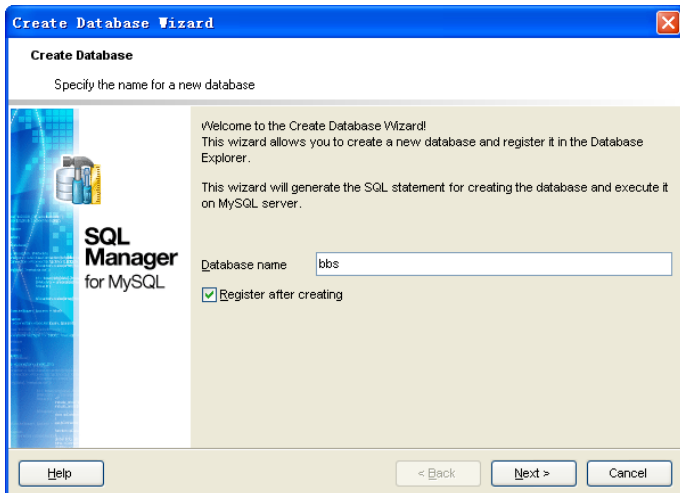 Create Database Wizard
Create Database
Specify the name for a new database
Welcome to the Create Database Wizard!
This wizard allows you to create a new database and register it in the Database
Explorer.
This wizard will generate the SQL statement for creating the database and execute it
on MySQL server.
SQL
Manager
for MySQL
Database name bbs
Register after creating
Help < Back Next > Cancel